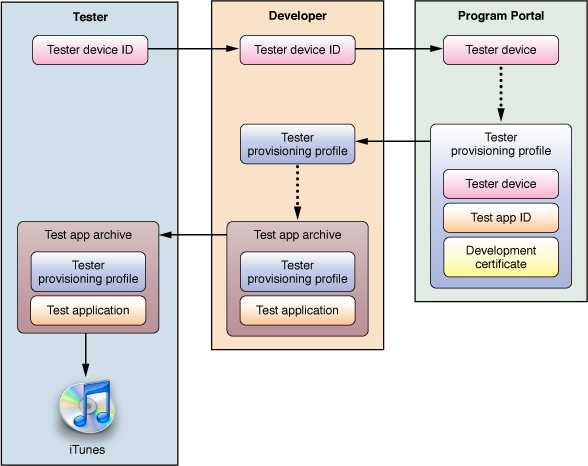 Tester
Developer
Program Portal
Tester device ID
Tester device ID
Tester device
Tester
provisioning profile
Tester
provisioning profile
Tester device
Test app ID
Development
certificate
Test app archive
Tester
provisioning profile
Test application
Test app archive
Tester
provisioning profile
Test application
iTunes